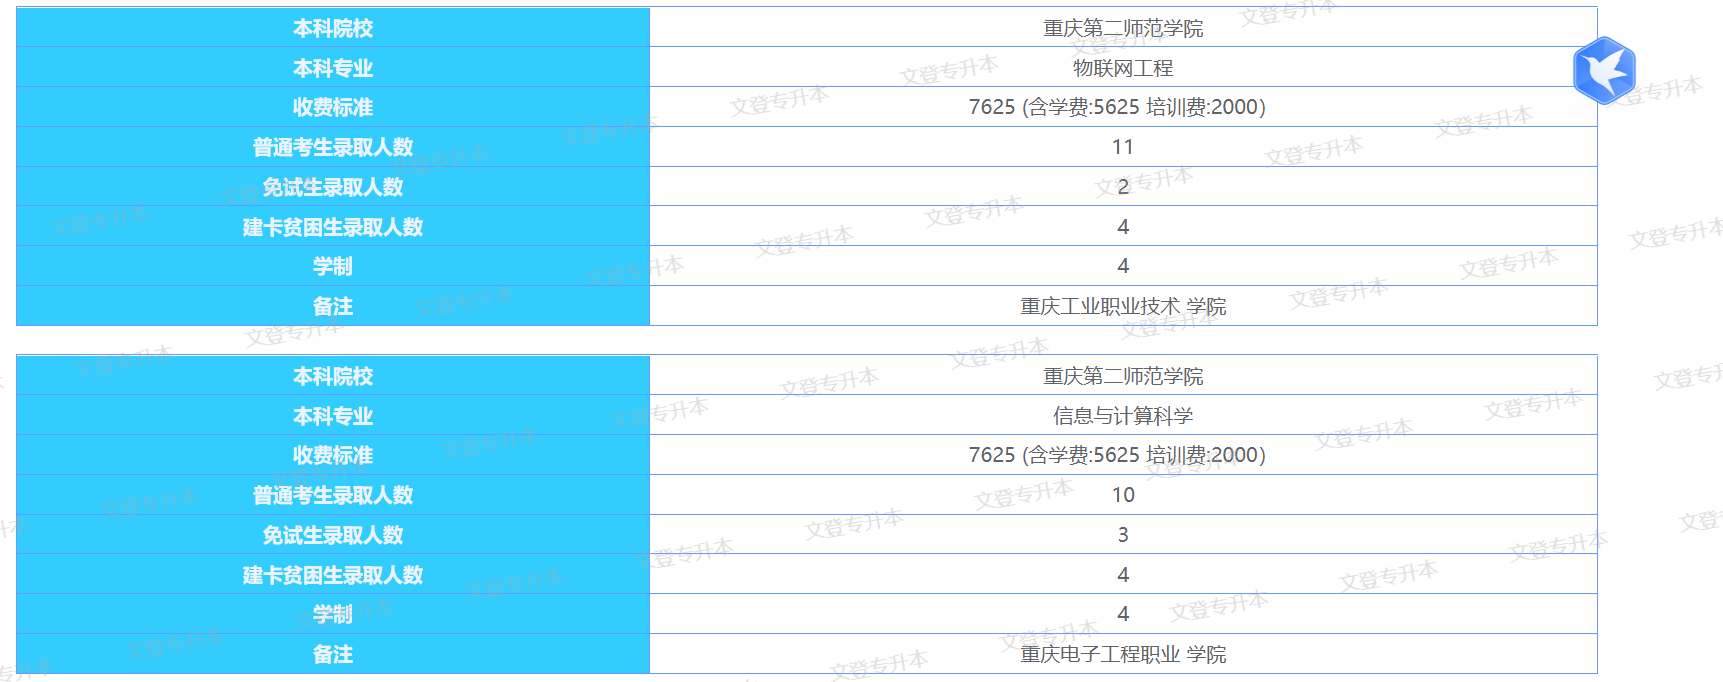 本科院校 重庆第二师范学院
本科专业 物联网工程
收费标准 7625 (含学费:5625 培训费:2000)
普通考生录取人数 11
免试生录取人数 2
建卡贫困生录取人数 4
学制 4
备注 重庆工业职业技术 学院
本科院校 重庆第二师范学院
本科专业 信息与计算科学
收费标准 7625 (含学费:5625 培训费:2000)
普通考生录取人数 10
免试生录取人数 3
建卡贫困生录取人数 4
学制 4
备注 重庆电子工程职业 学院
文登专升本